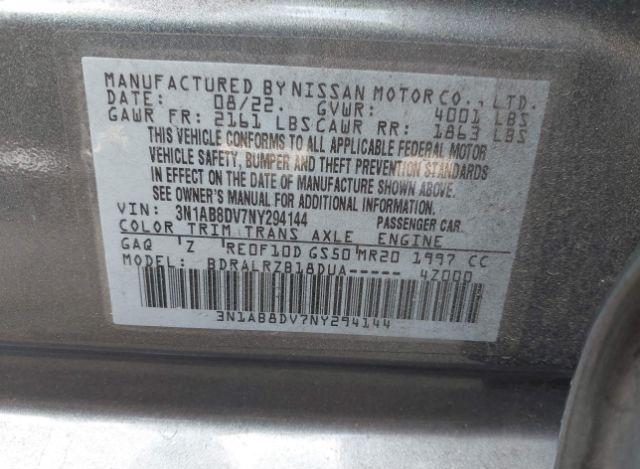 MANUFACTURED BY NISSAN MOTOR CO., LTD.
DATE: 08/22. GVWR: 4001 LBS
GAWR FR: 2161 LBS GAWR RR: 1863 LBS
THIS VEHICLE CONFORMS TO ALL APPLICABLE FEDERAL MOTOR
VEHICLE SAFETY, BUMPER AND THEFT PREVENTION STANDARDS
IN EFFECT ON THE DATE OF MANUFACTURE SHOWN ABOVE.
SEE OWNER'S MANUAL FOR ADDITIONAL INFORMATION.
VIN: 3N1AB8DV7NY294144 PASSENGER CAR
COLOR TRIM TRANS AXLE ENGINE
GAQ Z RE0F10D GS50 MR20 1997 CC
MODEL: BDRALRZB18DUA----- 4Z000
3N1AB8DV7NY294144